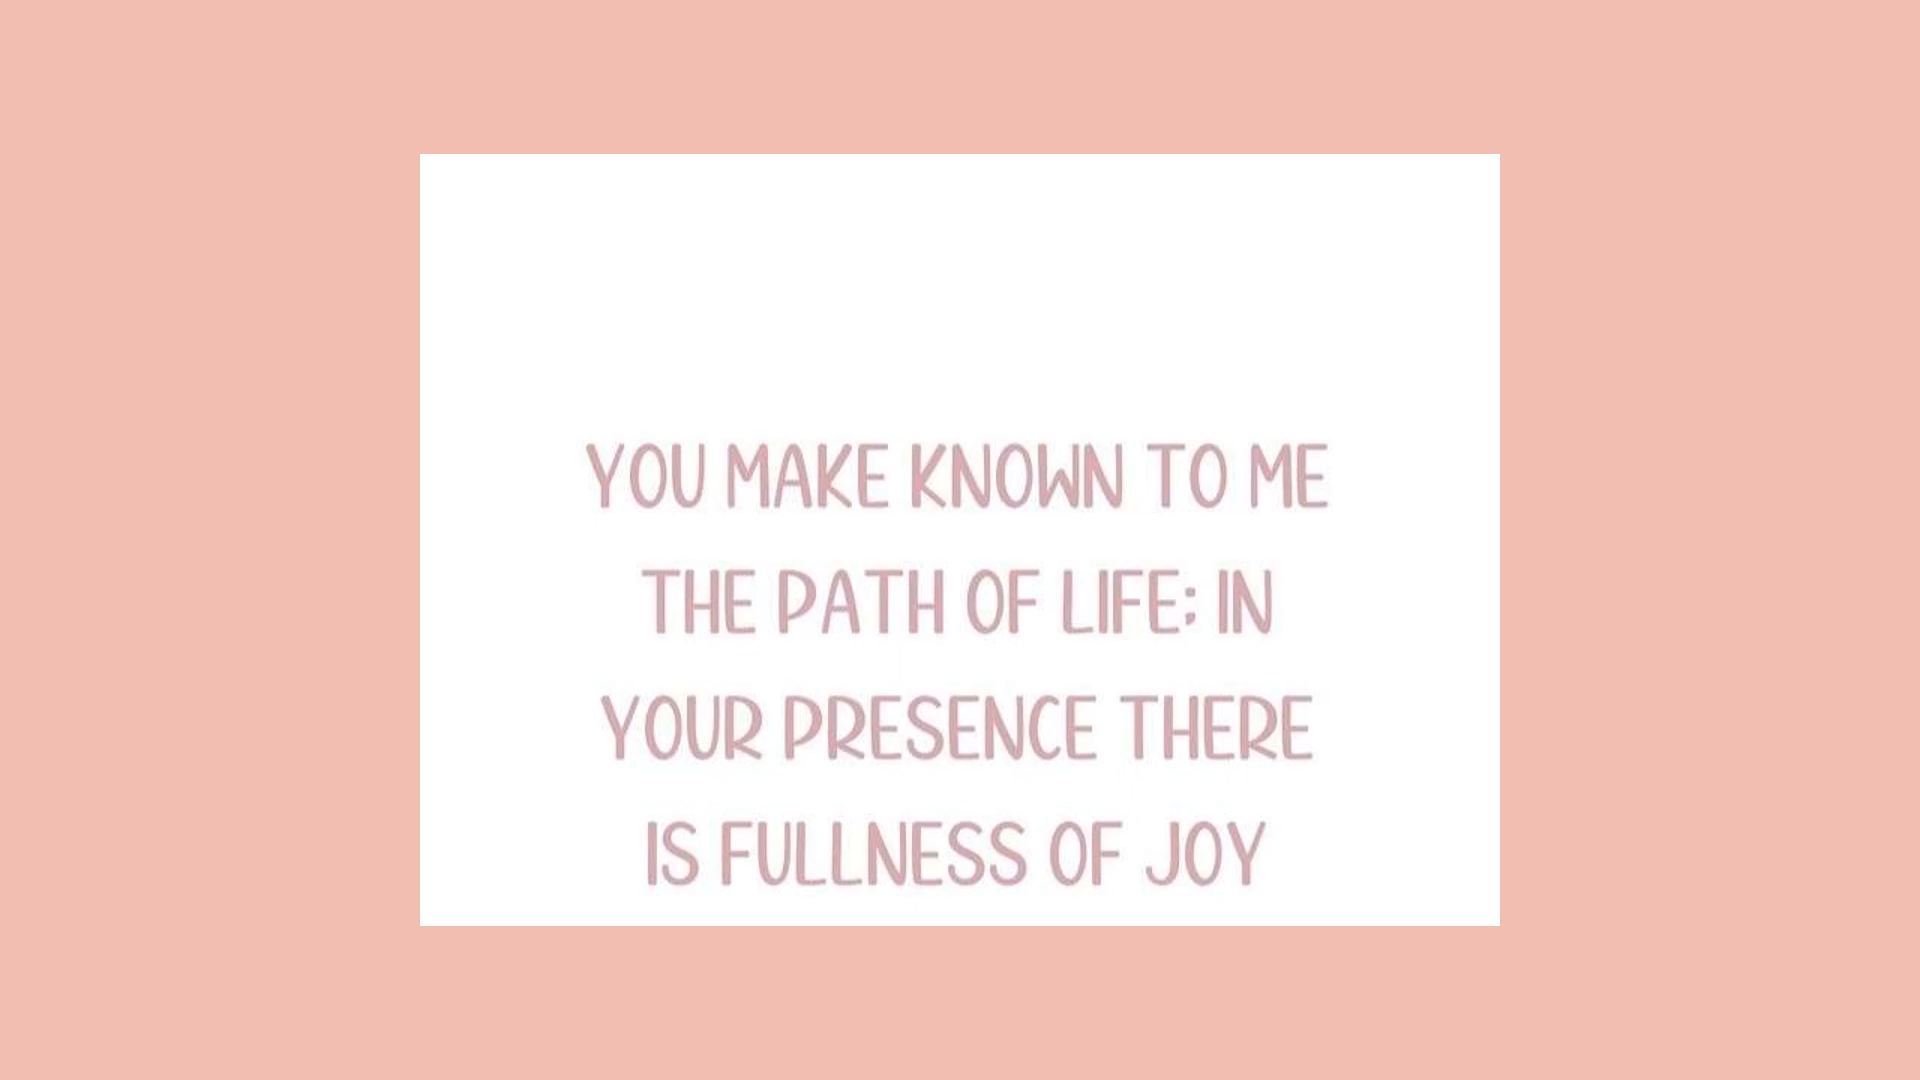 YOU MAKE KNOWN TO ME
THE PATH OF LIFE; IN
YOUR PRESENCE THERE
IS FULLNESS OF JOY